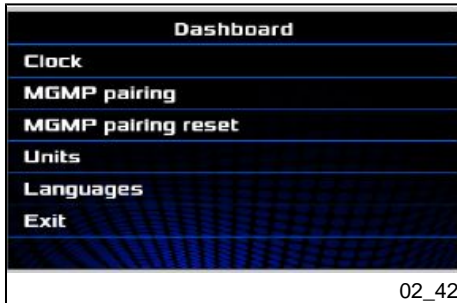 Dashboard
Clock
MGMP pairing
MGMP pairing reset
Units
Languages
Exit
02_42